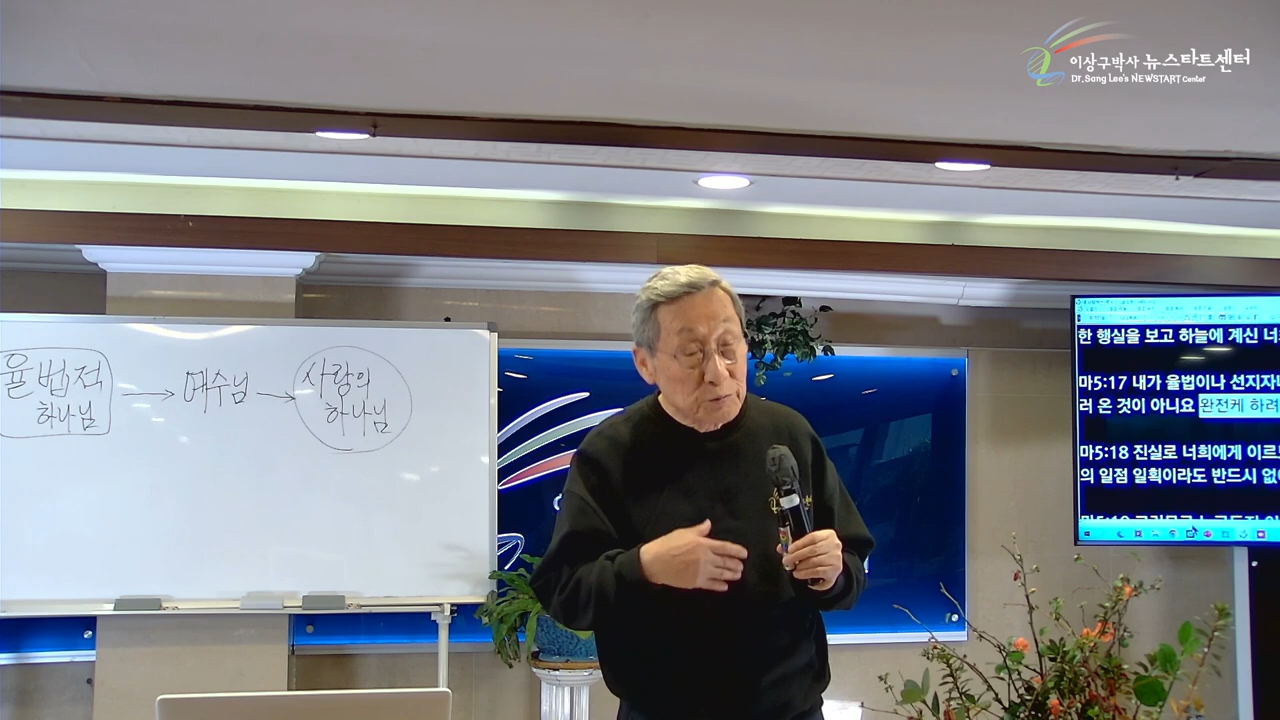 이상구박사 뉴스타트센터
Dr. Sang Lee's NEWSTART Center
율법적
하나님
예수님
사랑의
하나님
한 행실을 보고 하늘에 계신 너
마5:17 내가 율법이나 선지자
러 온 것이 아니요 완전케 하려
마5:18 진실로 너희에게 이르
의 일점 일획이라도 반드시 없